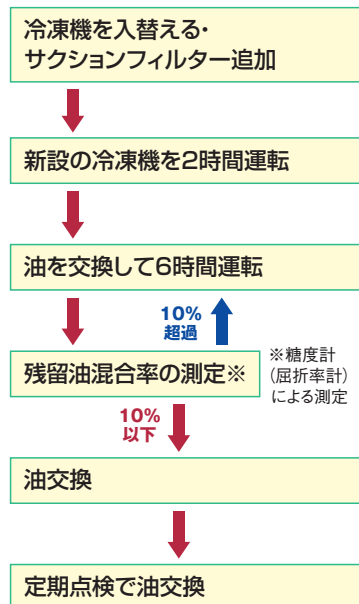 冷凍機を入替える・
サクションフィルター追加
新設の冷凍機を2時間運転
油を交換して6時間運転
10%
超過
残留油混合率の測定※
※糖度計
(屈折率計)
による測定
10%
以下
油交換
定期点検で油交換